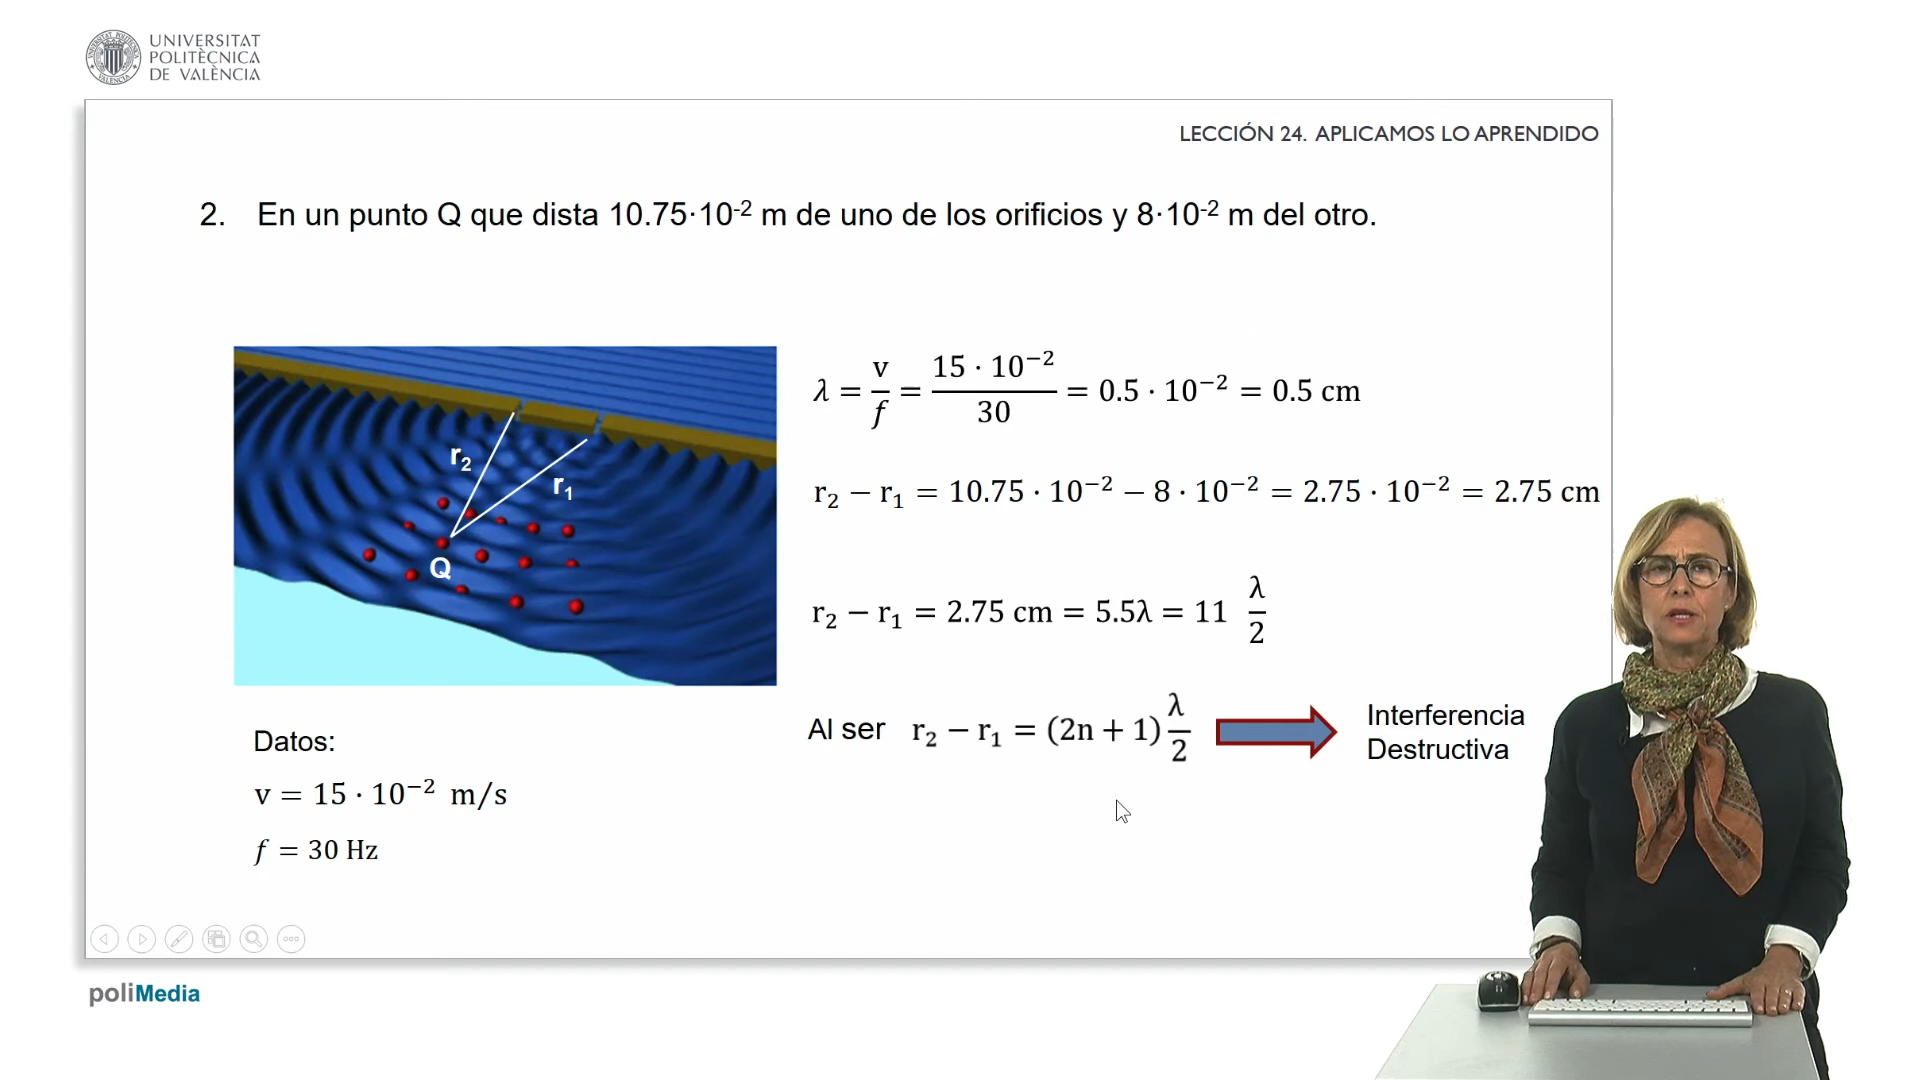 UNIVERSITAT
POLITÈCNICA
DE VALÈNCIA
LECCIÓN 24. APLICAMOS LO APRENDIDO
2. En un punto Q que dista 10.75·10⁻² m de uno de los orificios y 8·10⁻² m del otro.
r₂
r₁
Q
λ = v/f = 15 · 10⁻²/30 = 0.5 · 10⁻² = 0.5 cm
r₂ − r₁ = 10.75 · 10⁻² − 8 · 10⁻² = 2.75 · 10⁻² = 2.75 cm
r₂ − r₁ = 2.75 cm = 5.5λ = 11 λ/2
Al ser r₂ − r₁ = (2n + 1) λ/2
Interferencia
Destructiva
Datos:
v = 15 · 10⁻² m/s
f = 30 Hz
poliMedia